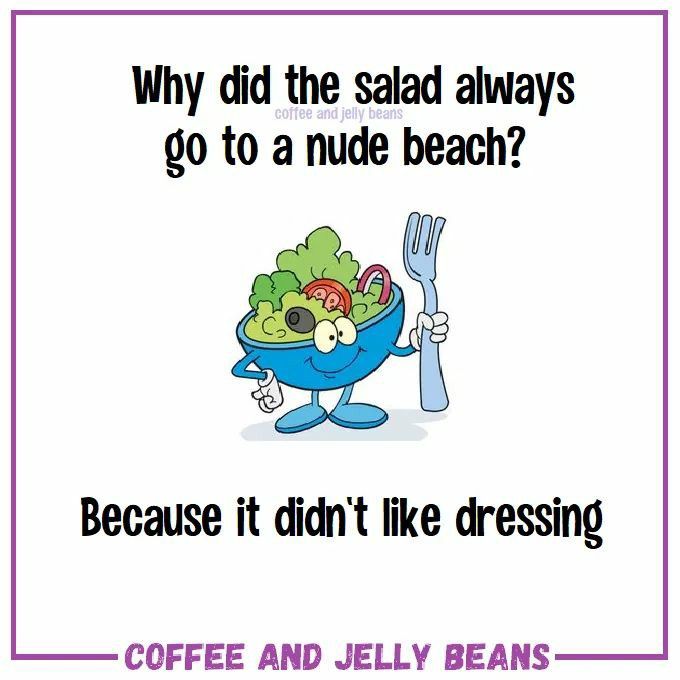 Why did the salad always
coffee and jelly beans
go to a nude beach?
Because it didn't like dressing
COFFEE AND JELLY BEANS